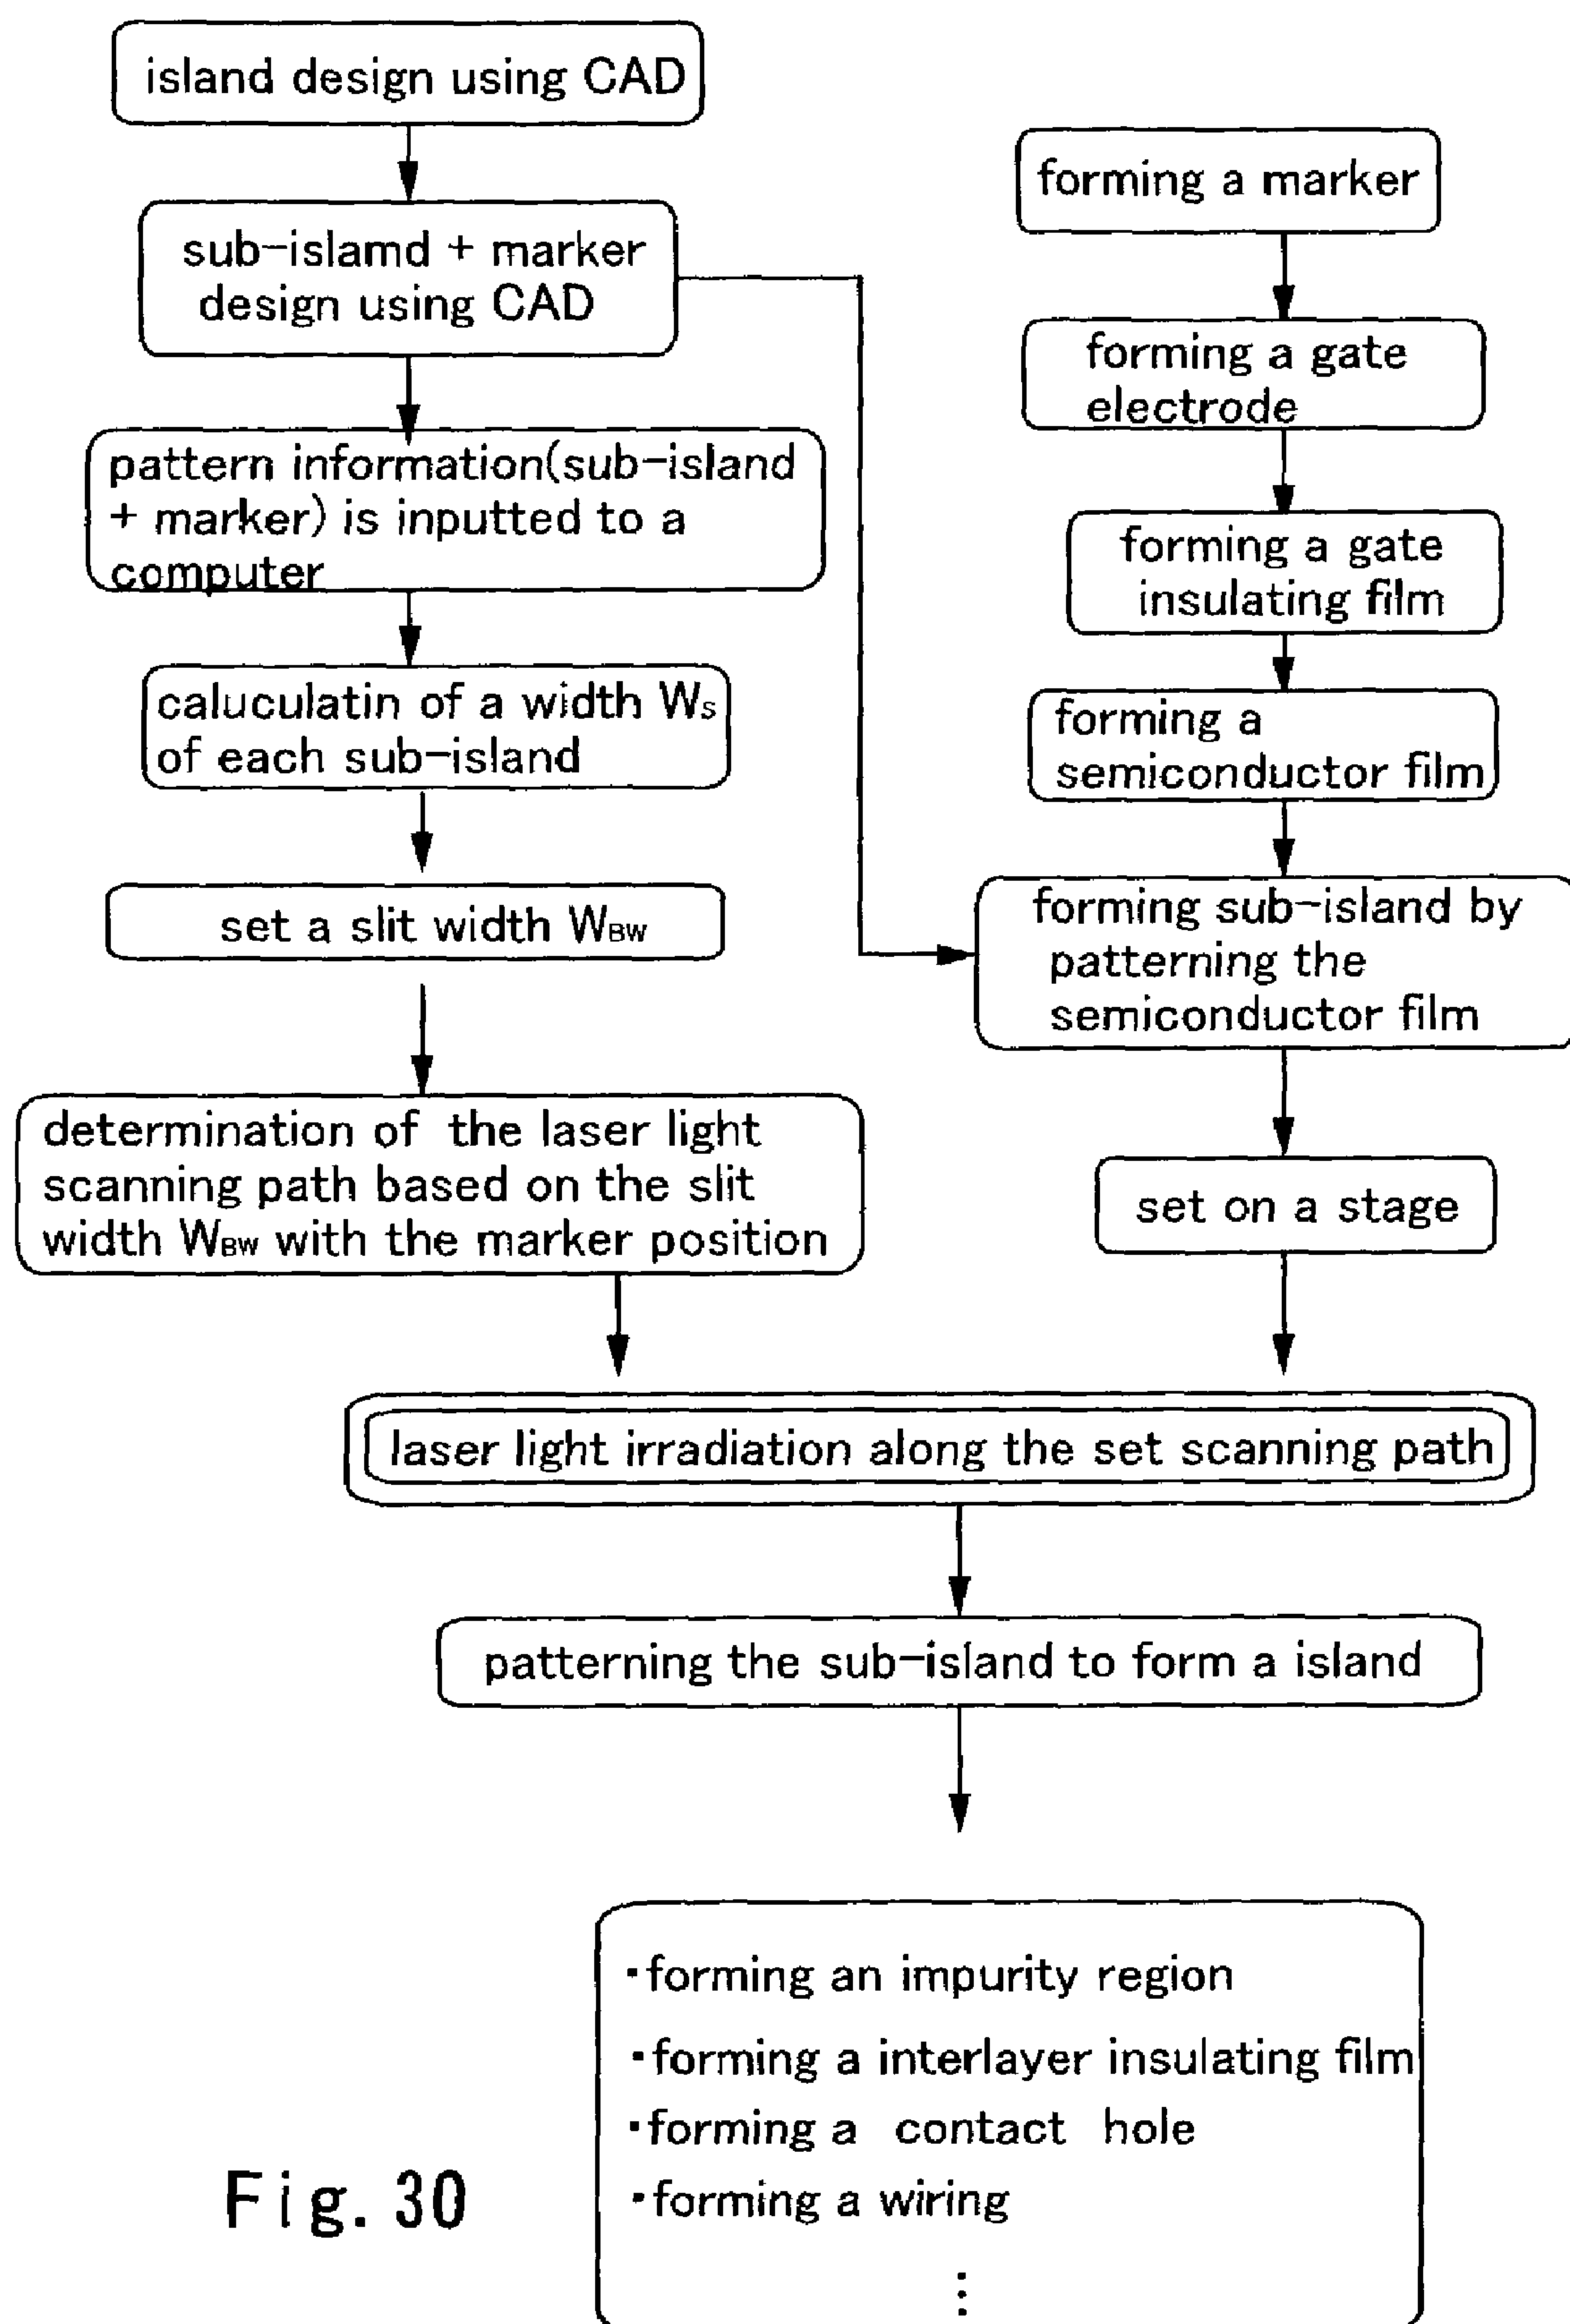 island design using CAD
sub-islamd + marker
design using CAD
pattern information(sub-island
+ marker) is inputted to a
computer
caluculatin of a width Ws
of each sub-island
set a slit width WBW
determination of the laser light
scanning path based on the slit
width WBW with the marker position
forming a marker
forming a gate
electrode
forming a gate
insulating film
forming a
semiconductor film
forming sub-island by
patterning the
semiconductor film
set on a stage
laser light irradiation along the set scanning path
patterning the sub-island to form a island
・forming an impurity region
・forming a interlayer insulating film
・forming a contact hole
・forming a wiring
⋮
Fig. 30